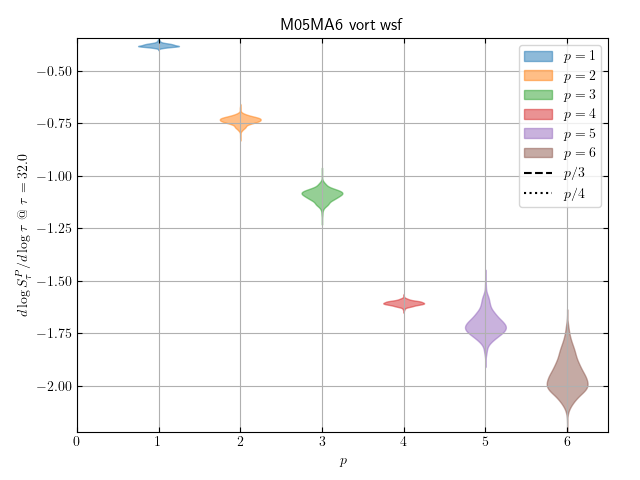 M05MA6 vort wsf
d log S_τ^P / d log τ @ τ = 32.0
−0.50
−0.75
−1.00
−1.25
−1.50
−1.75
−2.00
p = 1
p = 2
p = 3
p = 4
p = 5
p = 6
p/3
p/4
0 1 2 3 4 5 6
p